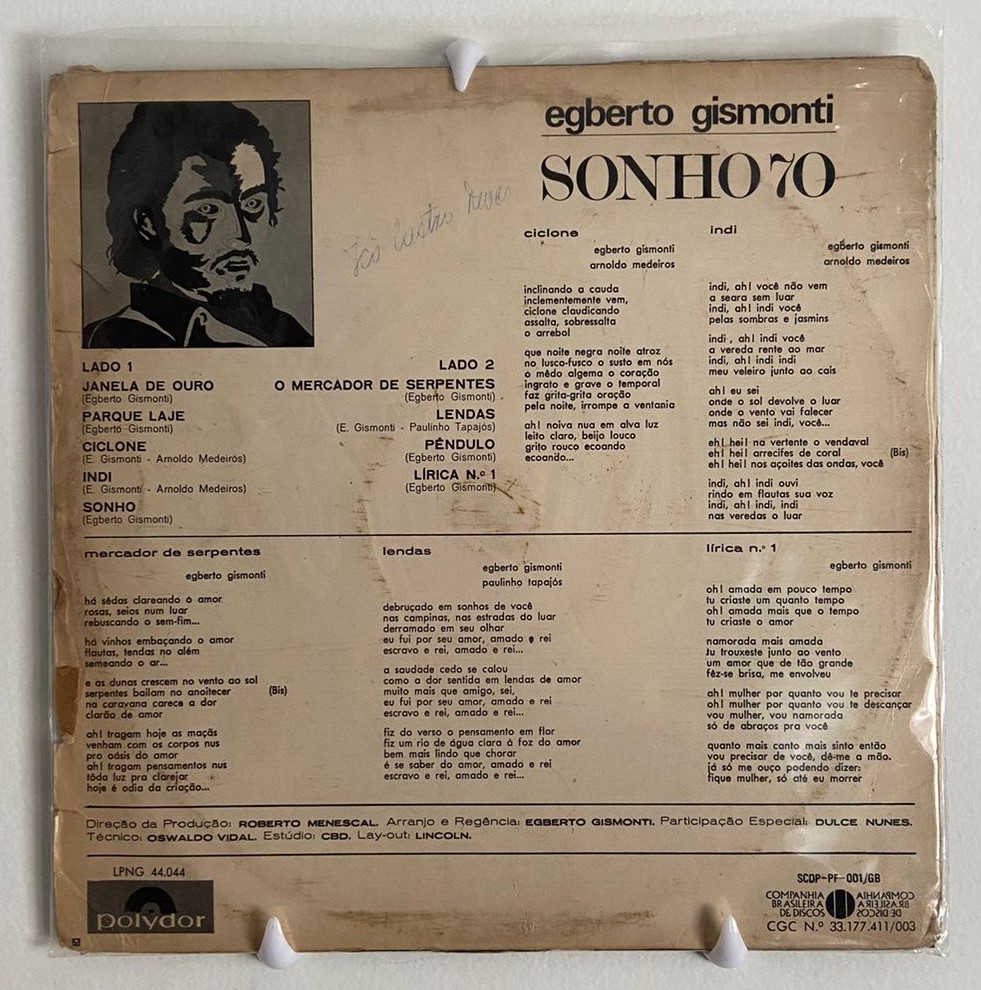 egberto gismonti
SONHO 70
LADO 1
JANELA DE OURO
(Egberto Gismonti)
PARQUE LAJE
(Egberto Gismonti)
CICLONE
(E. Gismonti - Arnoldo Medeiros)
INDI
(E. Gismonti - Arnoldo Medeiros)
SONHO
(Egberto Gismonti)
LADO 2
O MERCADOR DE SERPENTES
(Egberto Gismonti)
LENDAS
(E. Gismonti - Paulinho Tapajós)
PÊNDULO
(Egberto Gismonti)
LÍRICA N.º 1
(Egberto Gismonti)
ciclone
egberto gismonti
arnoldo medeiros
inclinando a cauda
inclementemente vem,
ciclone claudicando
assalta, sobressalta
o arrebol
que noite negra noite atroz
no lusco-fusco o susto em nós
o mêdo algema o coração
ingrato e grave o temporal
faz grita-grita oração
pela noite, irrompe a ventania
ah! noiva nua em alva luz
leito claro, beijo louco
grito rouco ecoando
ecoando...
indi
egberto gismonti
arnoldo medeiros
indi, ah! você não vem
a seara sem luar
indi, ah! indi você
pelas sombras e jasmins
indi, ah! indi você
a vereda rente ao mar
indi, ah! indi indi
meu veleiro junto ao cais
ah! eu sei
onde o sol devolve o luar
onde o vento vai falecer
mas não sei indi, você...
eh! hei! na vertente o vendaval
eh! hei! arrecifes de coral (Bis)
eh! hei! nos açoites das ondas, você
indi, ah! indi ouvi
rindo em flautas sua voz
indi, ah! indi, indi
nas veredas o luar
mercador de serpentes
egberto gismonti
há sêdas clareando o amor
rosas, seios num luar
rebuscando o sem-fim...
há vinhos embaçando o amor
flautas, tendas no além
semeando o ar...
e as dunas crescem no vento ao sol
serpentes bailam no anoitecer (Bis)
na caravana carece a dor
clarão de amor
ah! tragam hoje as maçãs
venham com os corpos nus
pro oásis do amor
ah! tragam pensamentos nus
tôda luz pra clarejar
hoje é odia da criação...
lendas
egberto gismonti
paulinho tapajós
debruçado em sonhos de você
nas campinas, nas estradas do luar
derramado em seu olhar
eu fui por seu amor, amado e rei
escravo e rei, amado e rei...
a saudade cedo se calou
como a dor sentida em lendas de amor
muito mais que amigo, sei,
eu fui por seu amor, amado e rei
escravo e rei, amado e rei...
fiz do verso o pensamento em flor
fiz um rio de água clara à foz do amor
bem mais lindo que chorar
é se saber do amor, amado e rei
escravo e rei, amado e rei...
lírica n.º 1
egberto gismonti
oh! amada em pouco tempo
tu criaste um quanto tempo
oh! amada mais que o tempo
tu criaste o amor
namorada mais amada
tu trouxeste junto ao vento
um amor que de tão grande
fêz-se brisa, me envolveu
ah! mulher por quanto vou te precisar
oh! mulher por quanto vou te descançar
vou mulher, vou namorada
só de abraços pra você
quanto mais canto mais sinto então
vou precisar de você, dê-me a mão.
já só me ouço podendo dizer:
fique mulher, só até eu morrer
Direção da Produção: ROBERTO MENESCAL. Arranjo e Regência: EGBERTO GISMONTI. Participação Especial: DULCE NUNES.
Técnico: OSWALDO VIDAL. Estúdio: CBD. Lay-out: LINCOLN.
LPNG 44.044
polydor
SCDP-PF-001/GB
COMPANHIA
BRASILEIRA
DE DISCOS
COMPANHIA
BRASILEIRA
DE DISCOS
CGC N.º 33.177.411/003